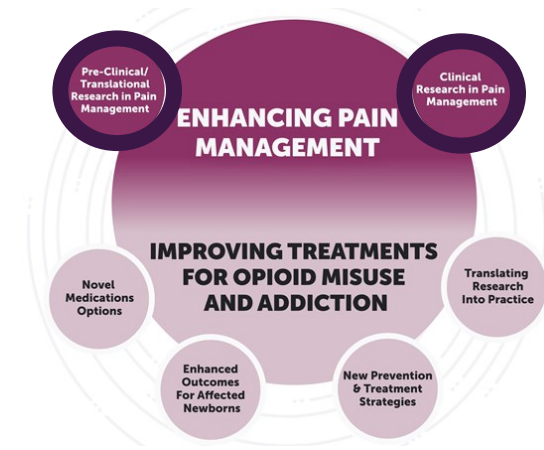 Pre-Clinical/
Translational
Research in Pain
Management
Clinical
Research in Pain
Management
ENHANCING PAIN
MANAGEMENT
IMPROVING TREATMENTS
FOR OPIOID MISUSE
AND ADDICTION
Novel
Medications
Options
Translating
Research
Into Practice
Enhanced
Outcomes
For Affected
Newborns
New Prevention
& Treatment
Strategies